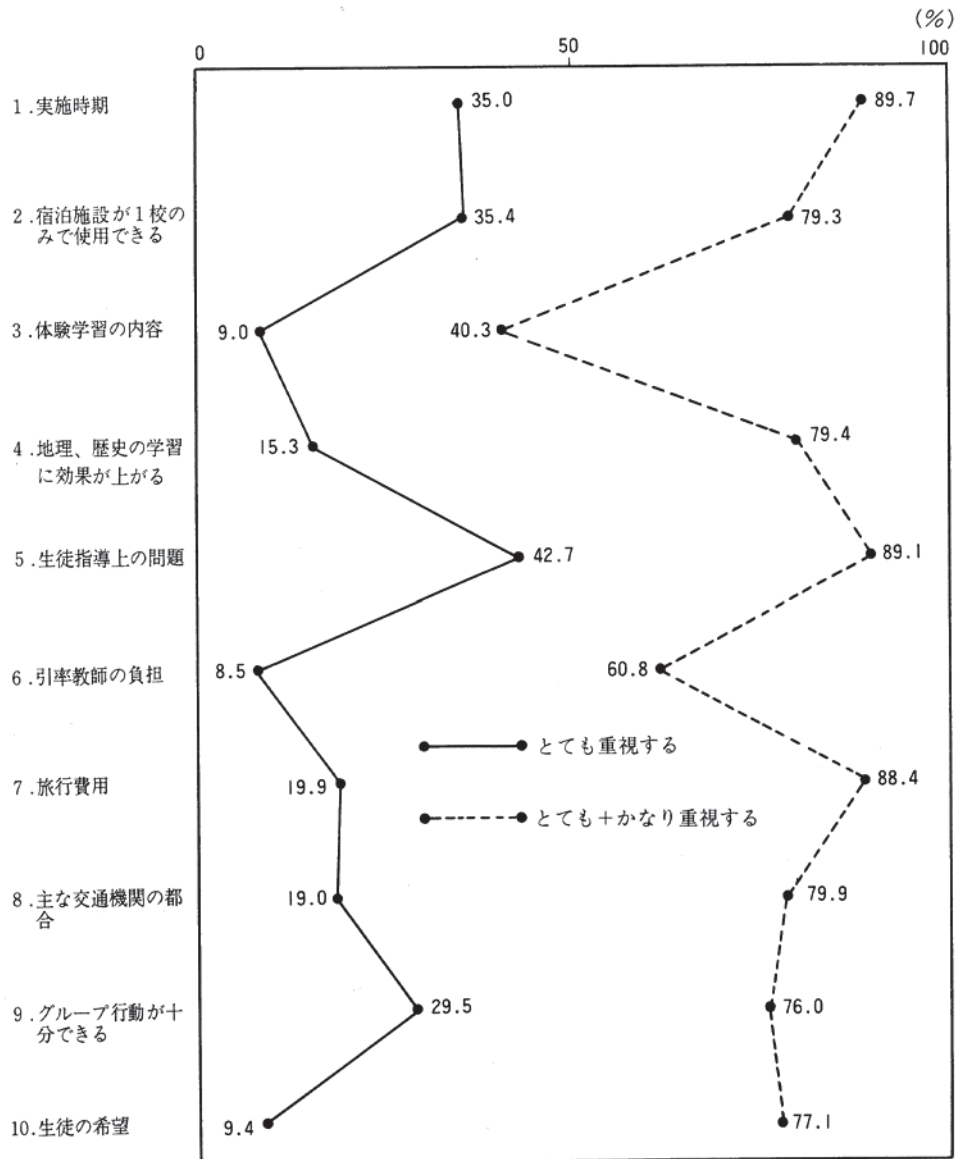 (%)
0 50 100
1.実施時期 35.0 89.7
2.宿泊施設が1校の
みで使用できる 35.4 79.3
3.体験学習の内容 9.0 40.3
4.地理、歴史の学習
に効果が上がる 15.3 79.4
5.生徒指導上の問題 42.7 89.1
6.引率教師の負担 8.5 60.8
とても重視する
7.旅行費用 19.9 88.4
とても+かなり重視する
8.主な交通機関の都
合 19.0 79.9
9.グループ行動が十
分できる 29.5 76.0
10.生徒の希望 9.4 77.1